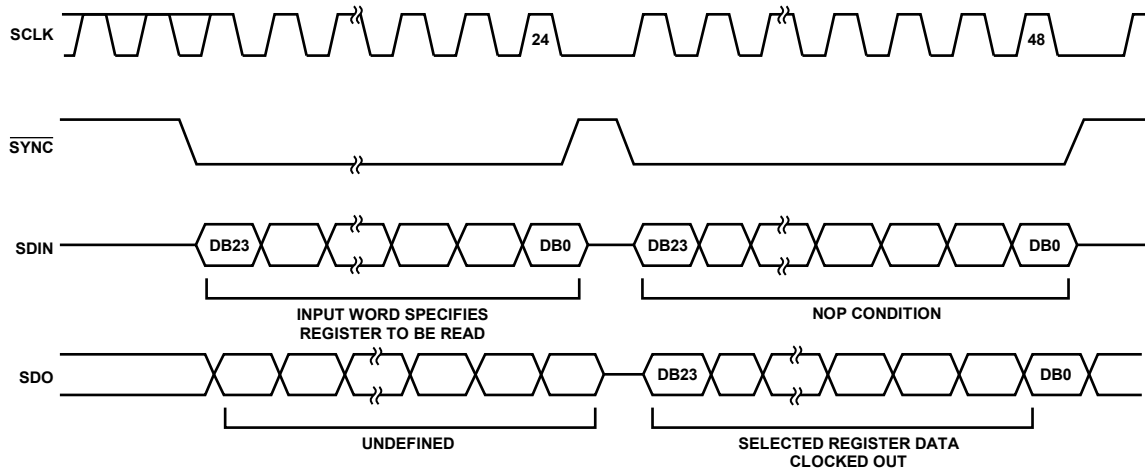 SCLK
24
48
SYNC
SDIN
DB23
DB0
DB23
DB0
INPUT WORD SPECIFIES
REGISTER TO BE READ
NOP CONDITION
SDO
DB23
DB0
UNDEFINED
SELECTED REGISTER DATA
CLOCKED OUT